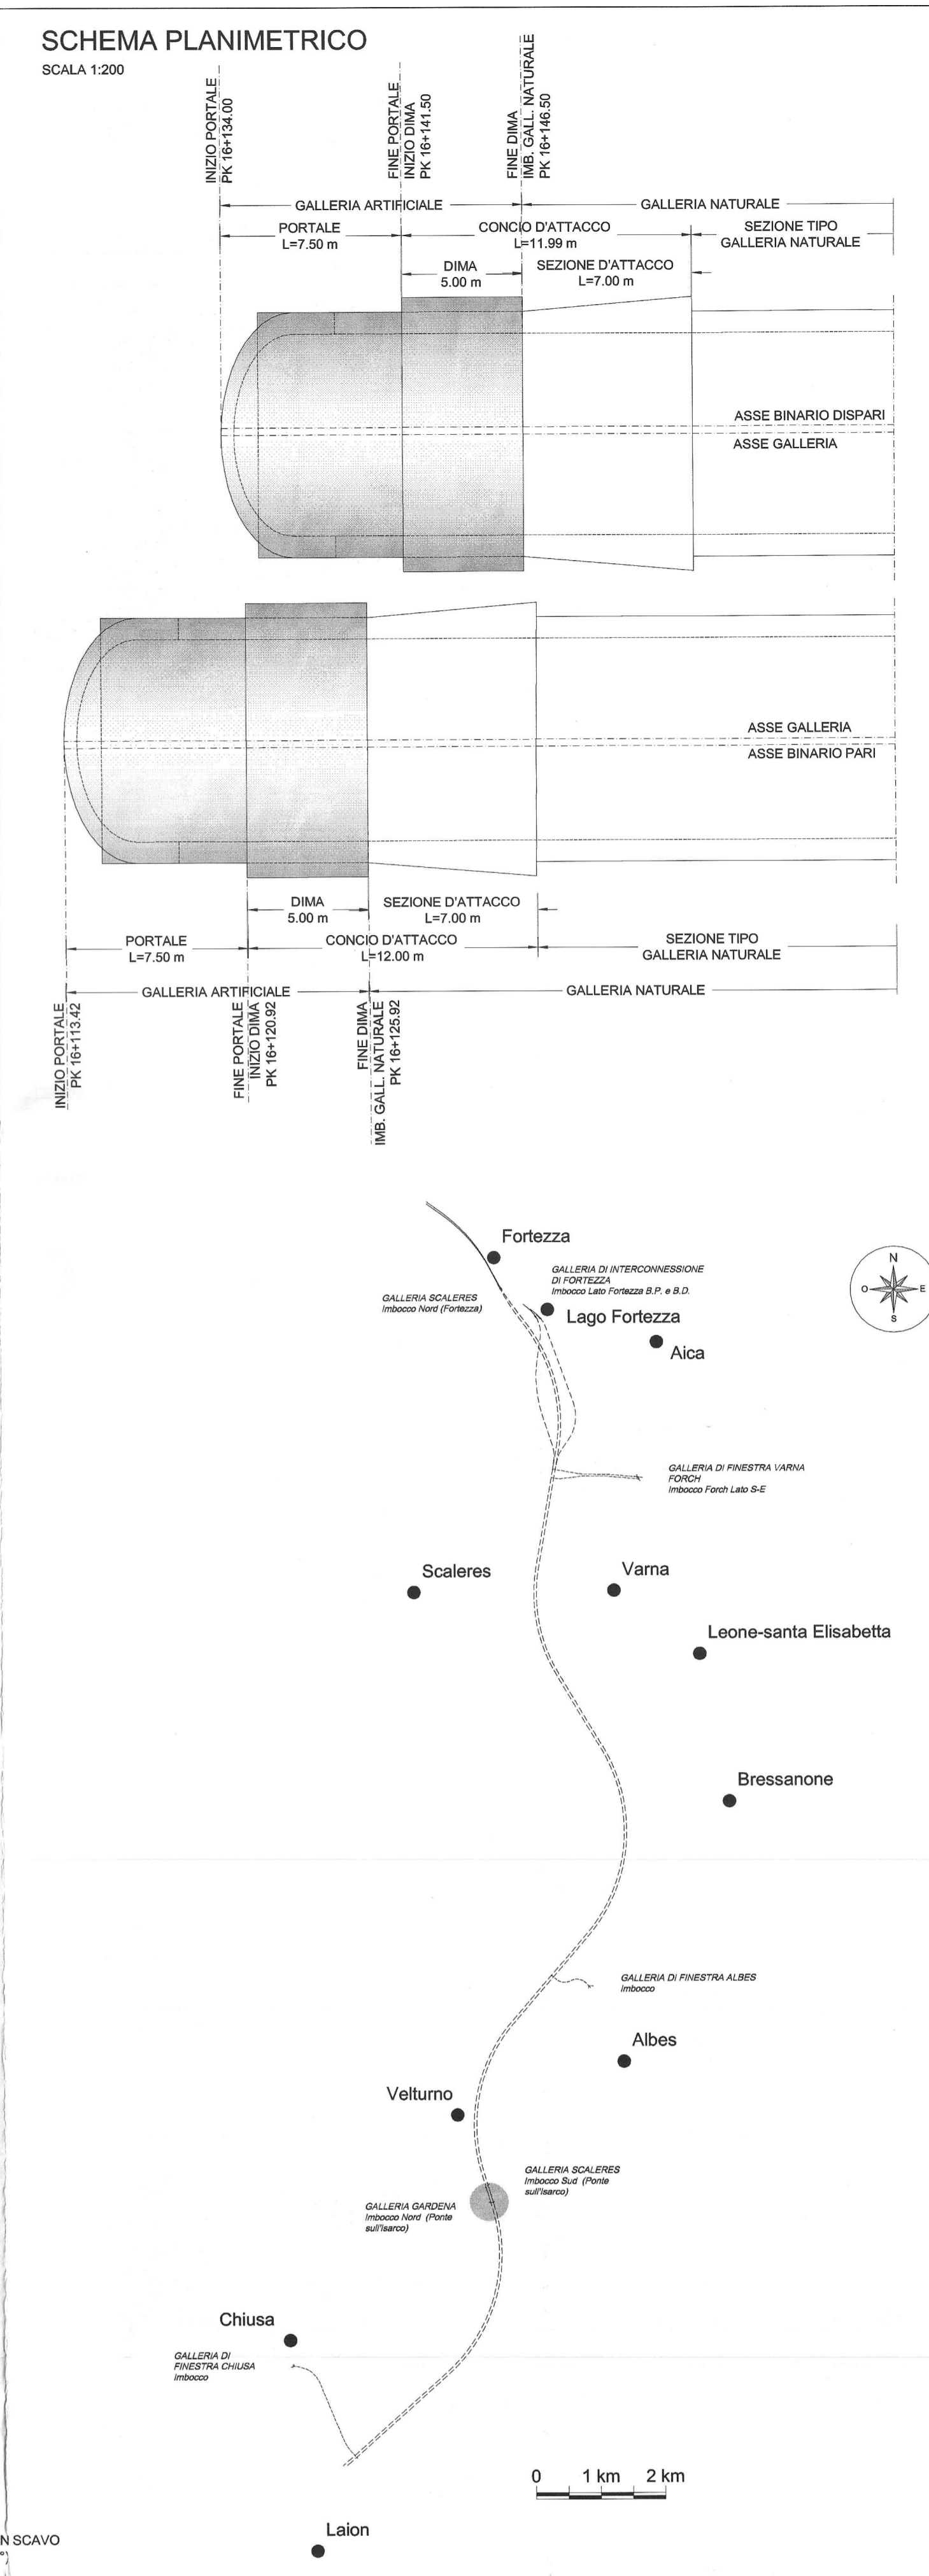 SCHEMA PLANIMETRICO
SCALA 1:200
INIZIO PORTALE
PK 16+134.00
FINE PORTALE
INIZIO DIMA
PK 16+141.50
FINE DIMA
IMB. GALL. NATURALE
PK 16+146.50
GALLERIA ARTIFICIALE
GALLERIA NATURALE
PORTALE
L=7.50 m
CONCIO D'ATTACCO
L=11.99 m
SEZIONE TIPO
GALLERIA NATURALE
DIMA
5.00 m
SEZIONE D'ATTACCO
L=7.00 m
ASSE BINARIO DISPARI
ASSE GALLERIA
ASSE GALLERIA
ASSE BINARIO PARI
DIMA
5.00 m
SEZIONE D'ATTACCO
L=7.00 m
PORTALE
L=7.50 m
CONCIO D'ATTACCO
L=12.00 m
SEZIONE TIPO
GALLERIA NATURALE
GALLERIA ARTIFICIALE
GALLERIA NATURALE
INIZIO PORTALE
PK 16+113.42
FINE PORTALE
INIZIO DIMA
PK 16+120.92
FINE DIMA
IMB. GALL. NATURALE
PK 16+125.92
Fortezza
GALLERIA DI INTERCONNESSIONE
DI FORTEZZA
Imbocco Lato Fortezza B.P. e B.D.
GALLERIA SCALERES
Imbocco Nord (Fortezza)
Lago Fortezza
Aica
N
O
E
S
GALLERIA DI FINESTRA VARNA
FORCH
Imbocco Forch Lato S-E
Scaleres
Varna
Leone-santa Elisabetta
Bressanone
GALLERIA DI FINESTRA ALBES
Imbocco
Albes
Velturno
GALLERIA SCALERES
Imbocco Sud (Ponte
sull'Isarco)
GALLERIA GARDENA
Imbocco Nord (Ponte
sull'Isarco)
Chiusa
GALLERIA DI
FINESTRA CHIUSA
Imbocco
0 1 km 2 km
Laion
N SCAVO
°)